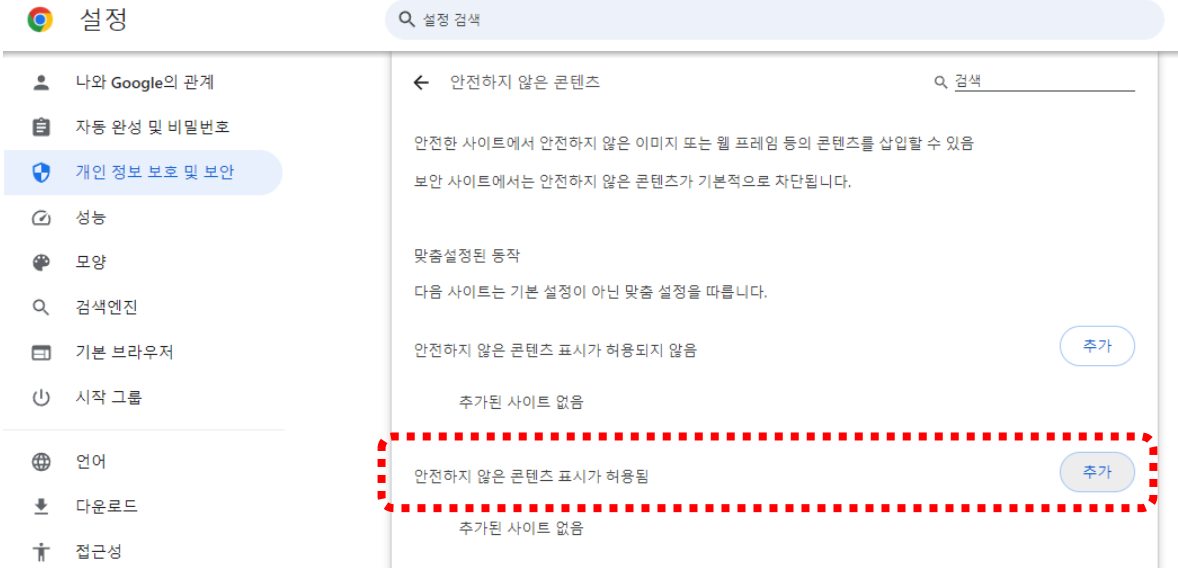 설정
설정 검색
나와 Google의 관계
자동 완성 및 비밀번호
개인 정보 보호 및 보안
성능
모양
검색엔진
기본 브라우저
시작 그룹
언어
다운로드
접근성
안전하지 않은 콘텐츠
검색
안전한 사이트에서 안전하지 않은 이미지 또는 웹 프레임 등의 콘텐츠를 삽입할 수 있음
보안 사이트에서는 안전하지 않은 콘텐츠가 기본적으로 차단됩니다.
맞춤설정된 동작
다음 사이트는 기본 설정이 아닌 맞춤 설정을 따릅니다.
안전하지 않은 콘텐츠 표시가 허용되지 않음
추가
추가된 사이트 없음
안전하지 않은 콘텐츠 표시가 허용됨
추가
추가된 사이트 없음